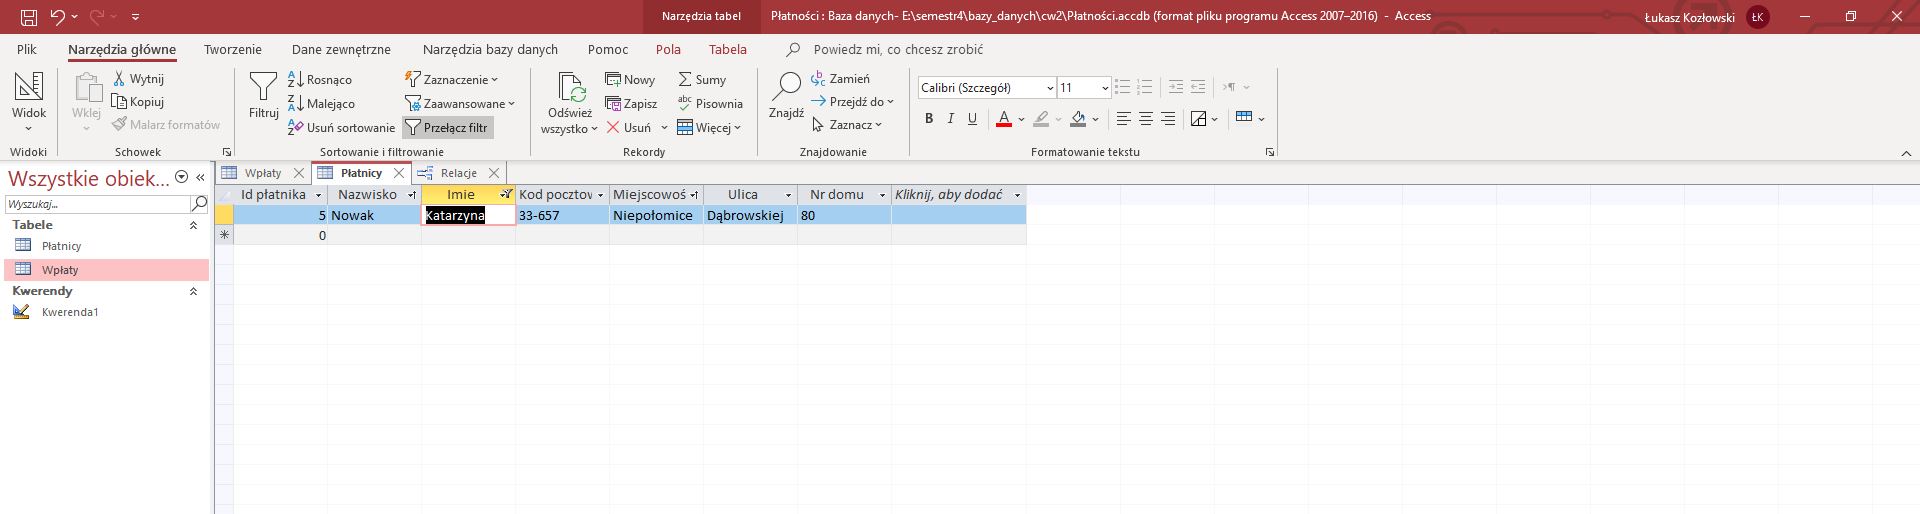 Narzędzia tabel
Płatności : Baza danych- E:\semestr4\bazy_danych\cw2\Płatności.accdb (format pliku programu Access 2007–2016) - Access
Łukasz Kozłowski
ŁK
Plik
Narzędzia główne
Tworzenie
Dane zewnętrzne
Narzędzia bazy danych
Pomoc
Pola
Tabela
Powiedz mi, co chcesz zrobić
Widok
Widoki
Wklej
Wytnij
Kopiuj
Malarz formatów
Schowek
Filtruj
Rosnąco
Malejąco
Usuń sortowanie
Zaznaczenie
Zaawansowane
Przełącz filtr
Sortowanie i filtrowanie
Odśwież
wszystko
Nowy
Zapisz
Usuń
Sumy
Pisownia
Więcej
Rekordy
Znajdź
Zamień
Przejdź do
Zaznacz
Znajdowanie
Calibri (Szczegół)
11
B I U A
Formatowanie tekstu
Wszystkie obiek...
Wyszukaj...
Tabele
Płatnicy
Wpłaty
Kwerendy
Kwerenda1
Wpłaty
Płatnicy
Relacje
Id płatnika Nazwisko Imie Kod pocztow Miejscowoś Ulica Nr domu Kliknij, aby dodać
5 Nowak Katarzyna 33-657 Niepołomice Dąbrowskiej 80
* 0